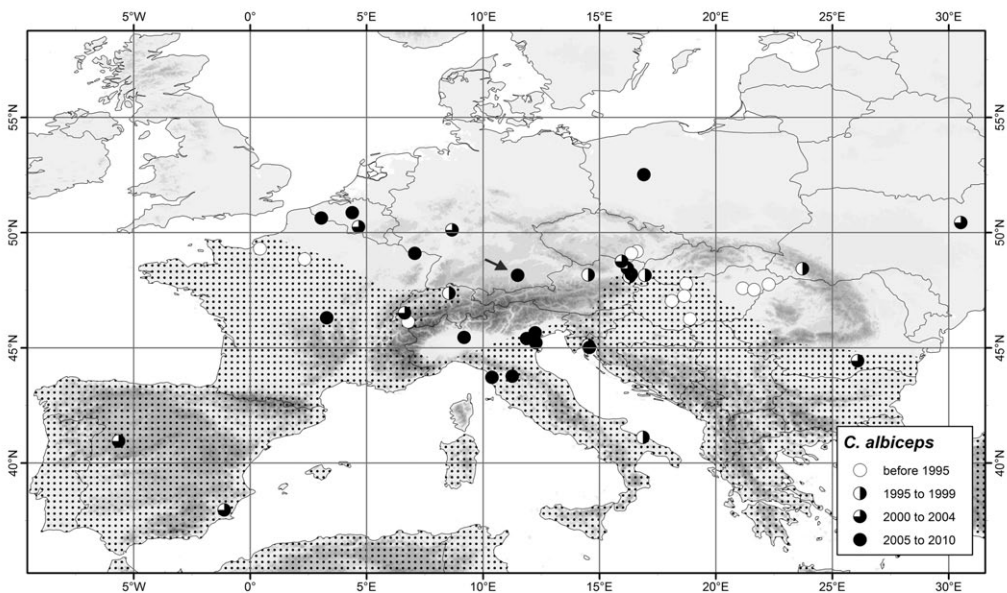 5°W 0° 5°E 10°E 15°E 20°E 25°E 30°E
55°N 55°N
50°N 50°N
45°N 45°N
40°N 40°N
C. albiceps
before 1995
1995 to 1999
2000 to 2004
2005 to 2010
5°W 0° 5°E 10°E 15°E 20°E 25°E 30°E